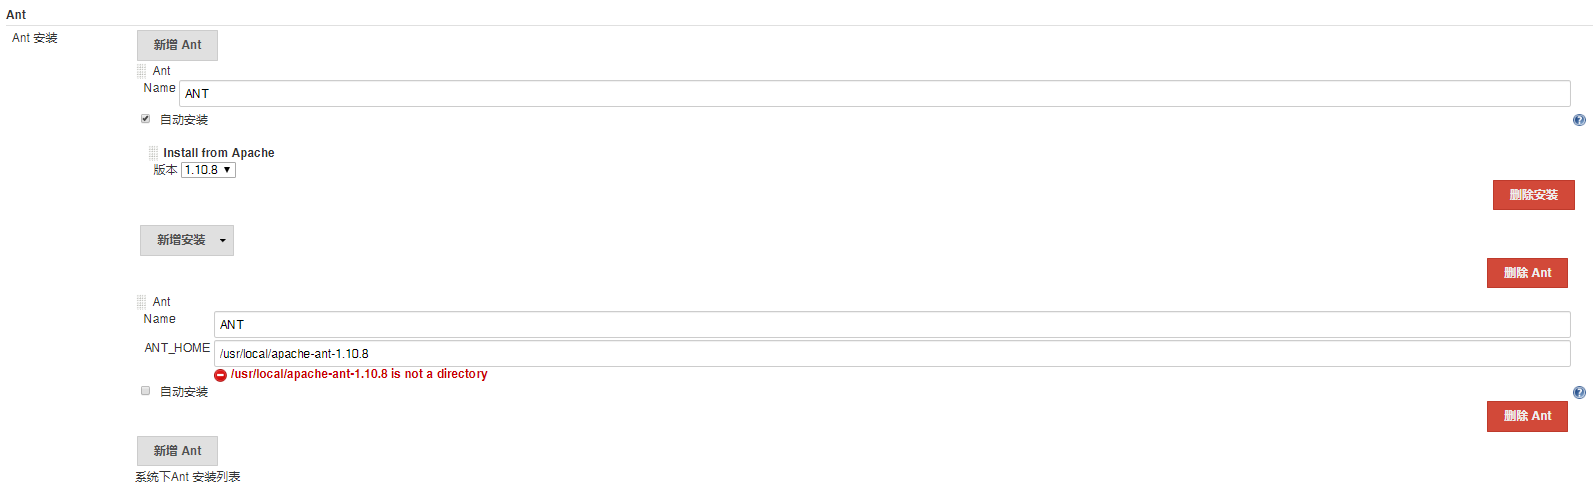 Ant
Ant 安装
新增 Ant
Ant
Name ANT
自动安装
Install from Apache
版本 1.10.8
删除安装
新增安装
删除 Ant
Ant
Name ANT
ANT_HOME /usr/local/apache-ant-1.10.8
/usr/local/apache-ant-1.10.8 is not a directory
自动安装
删除 Ant
新增 Ant
系统下Ant 安装列表